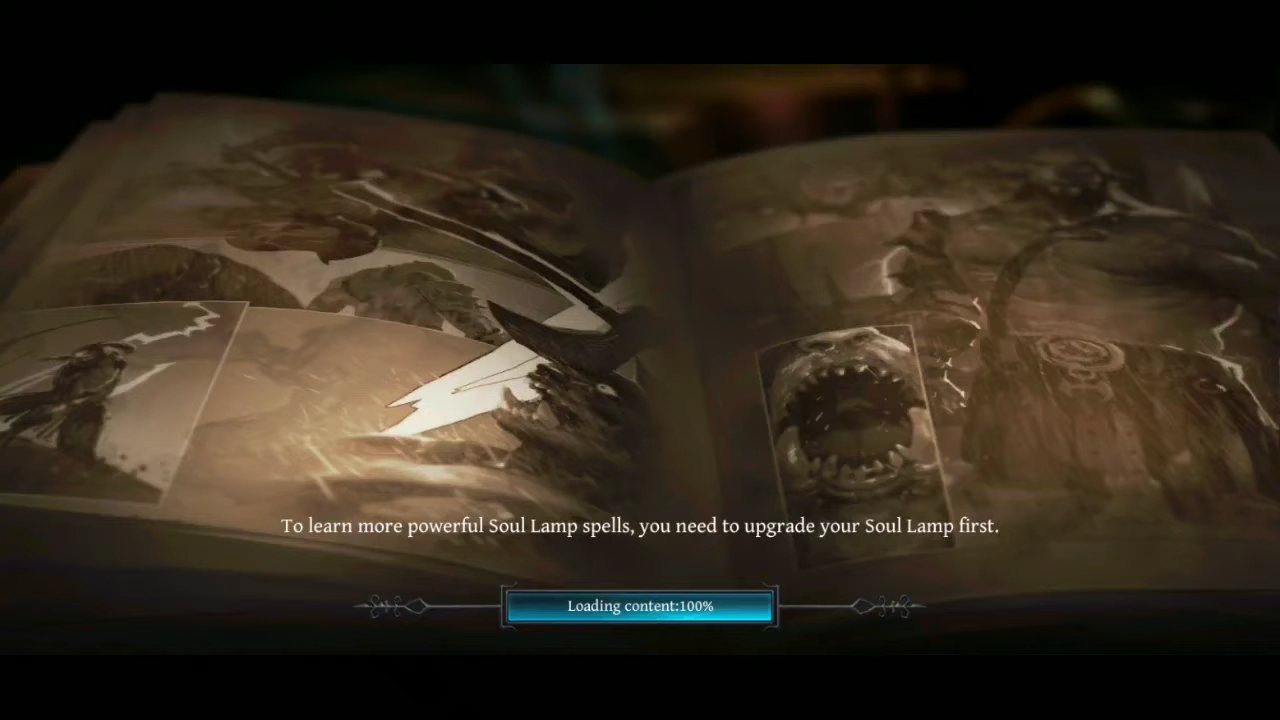 To learn more powerful Soul Lamp spells, you need to upgrade your Soul Lamp first.
Loading content:100%